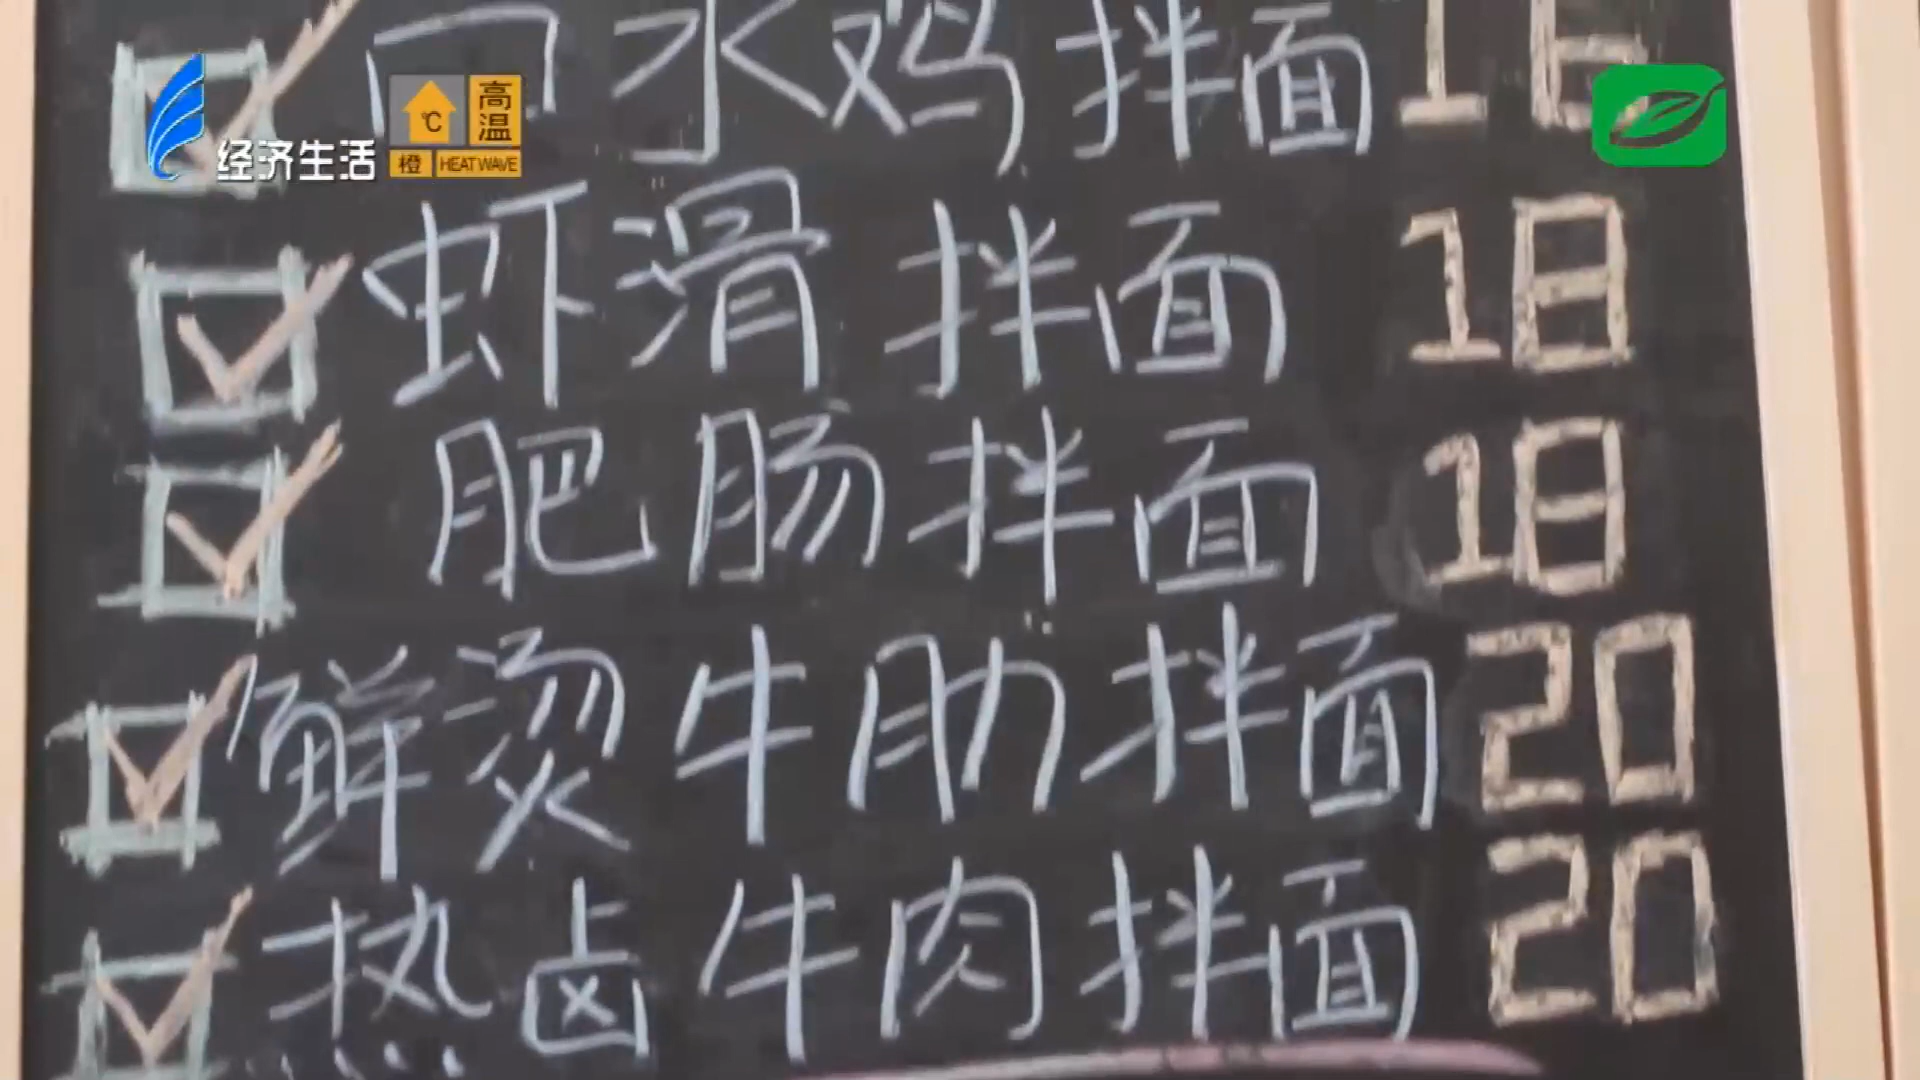 口水鸡拌面 16
经济生活
℃ 高温
橙 HEAT WAVE
虾滑拌面 18
肥肠拌面 18
鲜烫牛肋拌面 20
热卤牛肉拌面 20